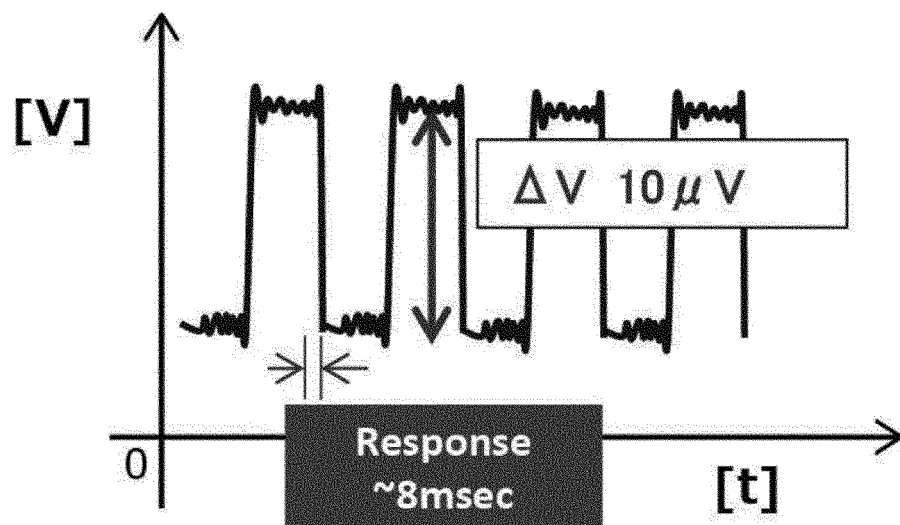 [V]
ΔV 10μV
0
Response
~8msec
[t]